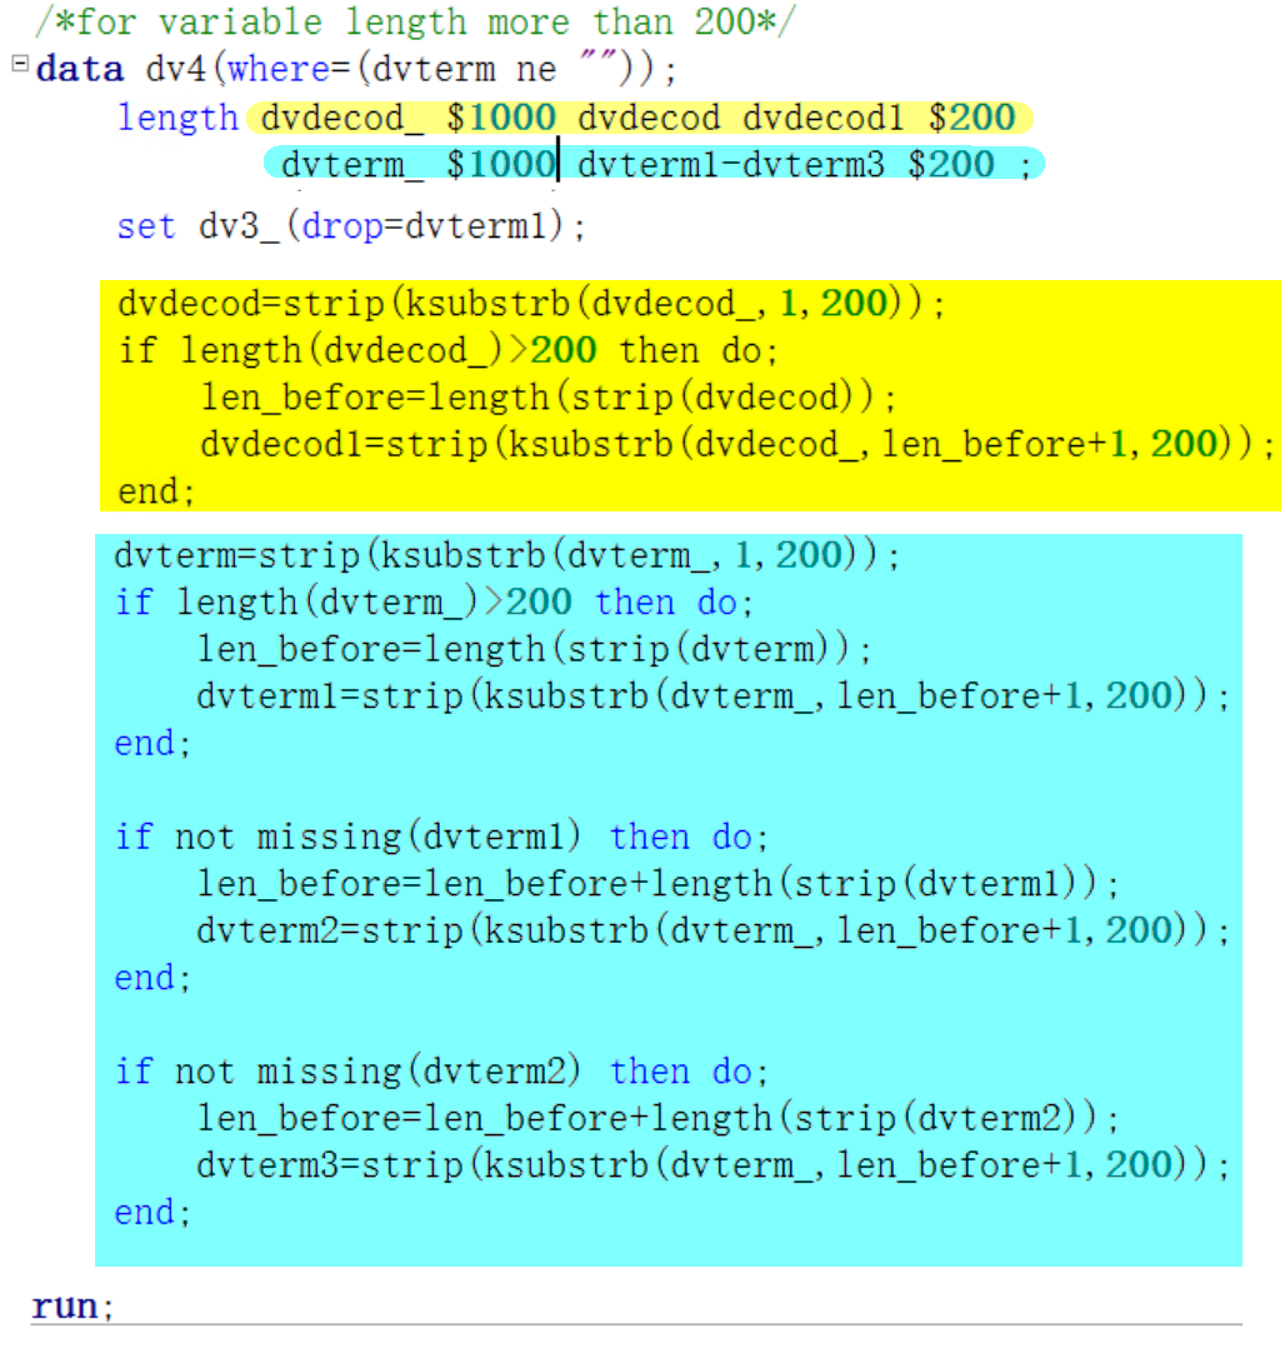 /*for variable length more than 200*/
data dv4(where=(dvterm ne ""));
length dvdecod_ $1000 dvdecod dvdecod1 $200
dvterm_ $1000 dvterm1-dvterm3 $200 ;
set dv3_(drop=dvterm1);
dvdecod=strip(ksubstrb(dvdecod_,1,200));
if length(dvdecod_)>200 then do;
len_before=length(strip(dvdecod));
dvdecod1=strip(ksubstrb(dvdecod_,len_before+1,200));
end;
dvterm=strip(ksubstrb(dvterm_,1,200));
if length(dvterm_)>200 then do;
len_before=length(strip(dvterm));
dvterm1=strip(ksubstrb(dvterm_,len_before+1,200));
end;
if not missing(dvterm1) then do;
len_before=len_before+length(strip(dvterm1));
dvterm2=strip(ksubstrb(dvterm_,len_before+1,200));
end;
if not missing(dvterm2) then do;
len_before=len_before+length(strip(dvterm2));
dvterm3=strip(ksubstrb(dvterm_,len_before+1,200));
end;
run;